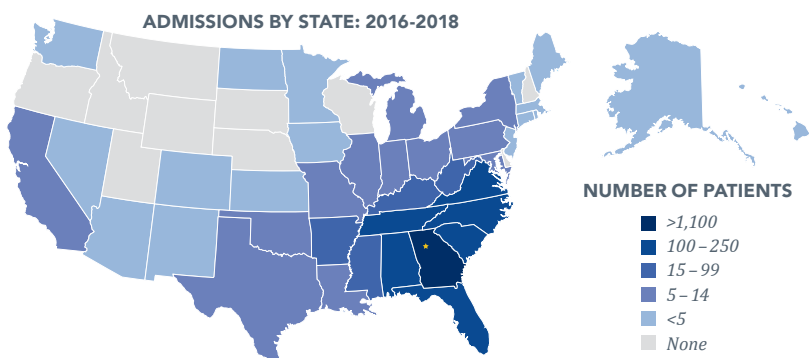 ADMISSIONS BY STATE: 2016-2018
NUMBER OF PATIENTS
>1,100
100–250
15–99
5–14
<5
None